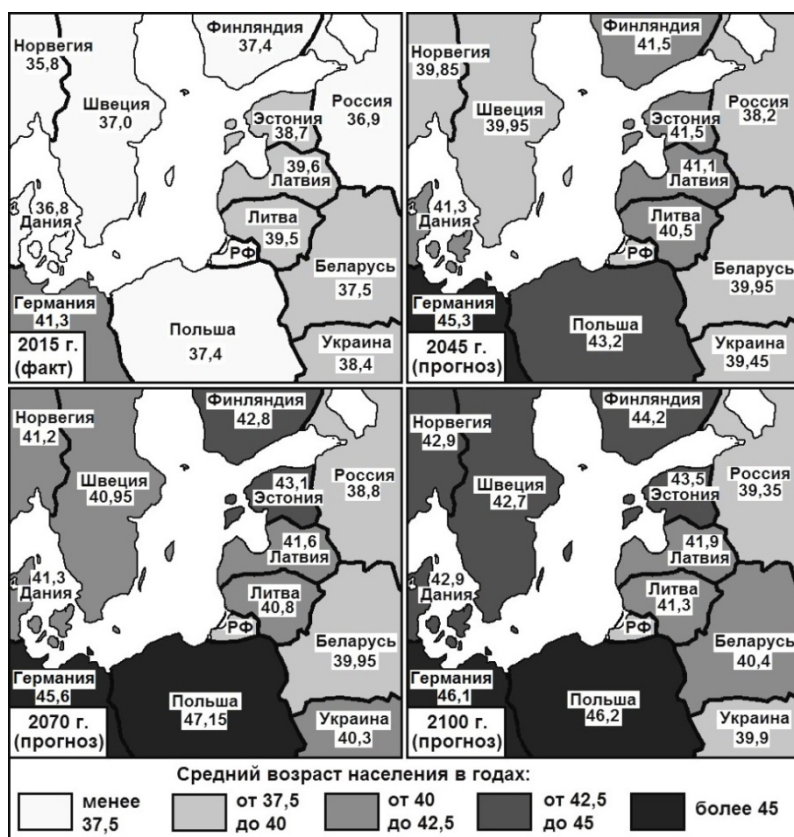 Норвегия
35,8
Швеция
37,0
Финляндия
37,4
Россия
36,9
Эстония
38,7
39,6
Латвия
Литва
39,5
РФ
36,8
Дания
Германия
41,3
Польша
37,4
Беларусь
37,5
Украина
38,4
2015 г.
(факт)
Норвегия
39,85
Швеция
39,95
Финляндия
41,5
Россия
38,2
Эстония
41,5
41,1
Латвия
Литва
40,5
РФ
41,3
Дания
Германия
45,3
Польша
43,2
Беларусь
39,95
Украина
39,45
2045 г.
(прогноз)
Норвегия
41,2
Швеция
40,95
Финляндия
42,8
Россия
38,8
43,1
Эстония
41,6
Латвия
Литва
40,8
РФ
41,3
Дания
Германия
45,6
Польша
47,15
Беларусь
39,95
Украина
40,3
2070 г.
(прогноз)
Норвегия
42,9
Швеция
42,7
Финляндия
44,2
Россия
39,35
43,5
Эстония
41,9
Латвия
Литва
41,3
РФ
42,9
Дания
Германия
46,1
Польша
46,2
Беларусь
40,4
Украина
39,9
2100 г.
(прогноз)
Средний возраст населения в годах:
менее
37,5
от 37,5
до 40
от 40
до 42,5
от 42,5
до 45
более 45